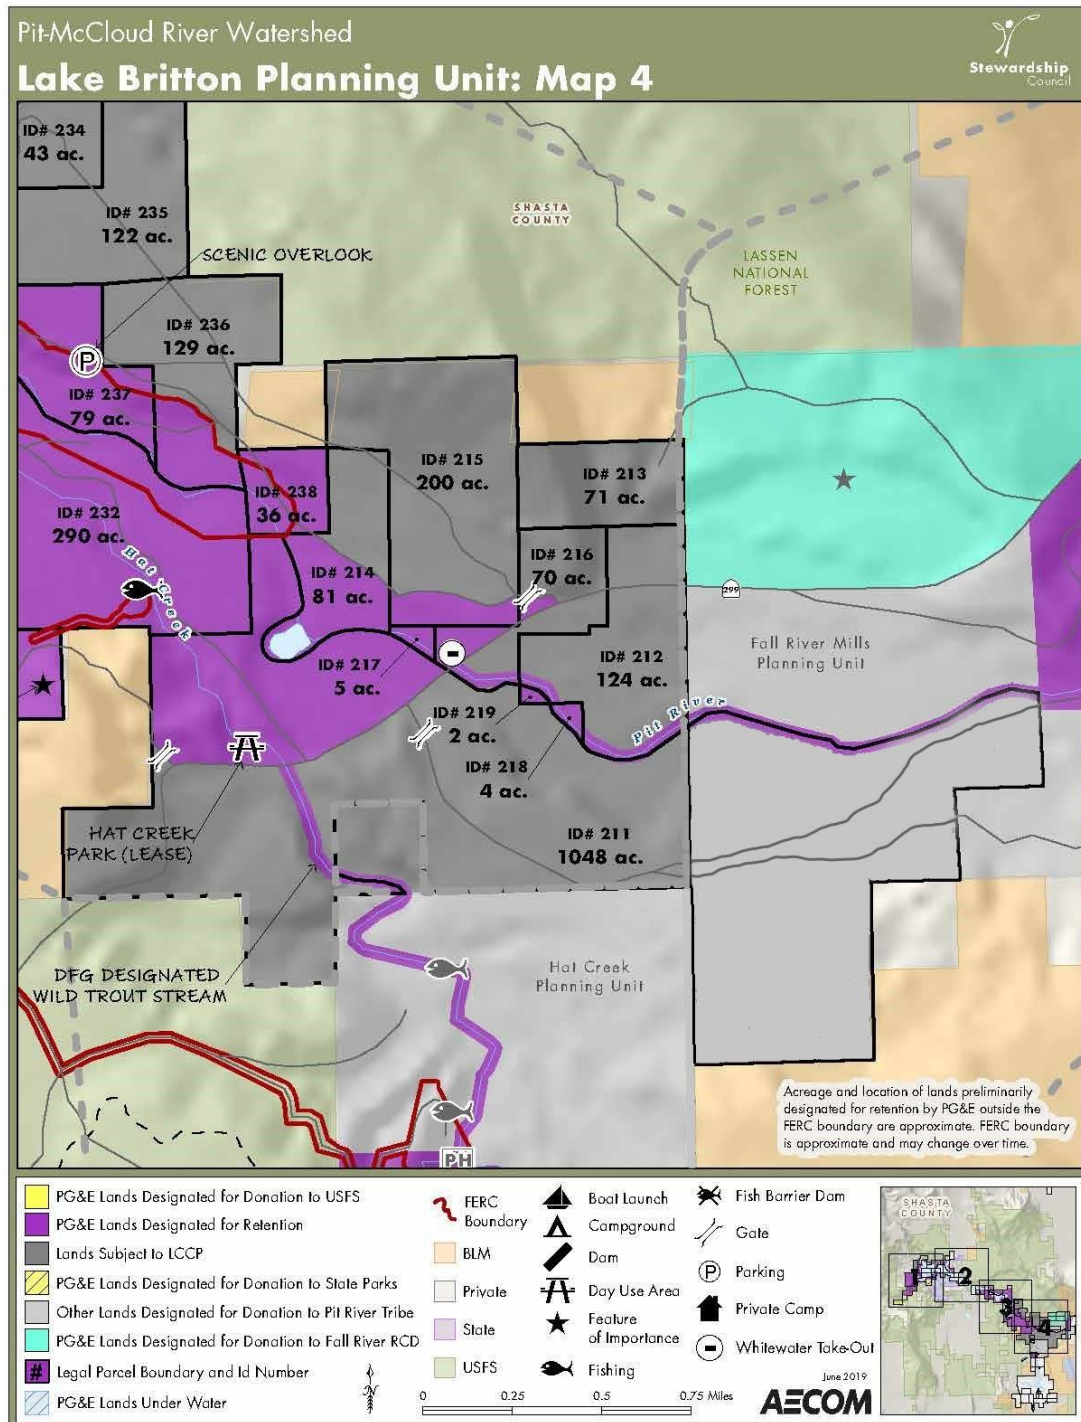 Pit-McCloud River Watershed
Lake Britton Planning Unit: Map 4
Stewardship
Council
ID# 234
43 ac.
ID# 235
122 ac.
SHASTA
COUNTY
SCENIC OVERLOOK
LASSEN
NATIONAL
FOREST
ID# 236
129 ac.
P
ID# 237
79 ac.
ID# 215
200 ac.
ID# 213
71 ac.
ID# 238
36 ac.
ID# 232
290 ac.
Hat Creek
ID# 216
70 ac.
ID# 214
81 ac.
299
Fall River Mills
Planning Unit
ID# 217
5 ac.
ID# 212
124 ac.
ID# 219
2 ac.
Pit River
ID# 218
4 ac.
HAT CREEK
PARK (LEASE)
ID# 211
1048 ac.
DFG DESIGNATED
WILD TROUT STREAM
Hat Creek
Planning Unit
Acreage and location of lands preliminarily
designated for retention by PG&E outside the
FERC boundary are approximate. FERC boundary
is approximate and may change over time.
PH
PG&E Lands Designated for Donation to USFS
PG&E Lands Designated for Retention
Lands Subject to LCCP
PG&E Lands Designated for Donation to State Parks
Other Lands Designated for Donation to Pit River Tribe
PG&E Lands Designated for Donation to Fall River RCD
# Legal Parcel Boundary and Id Number
PG&E Lands Under Water
FERC
Boundary
BLM
Private
State
USFS
Boat Launch
Campground
Dam
Day Use Area
Feature
of Importance
Fishing
Fish Barrier Dam
Gate
P Parking
Private Camp
Whitewater Take-Out
0 0.25 0.5 0.75 Miles
June 2019
AECOM
SHASTA
COUNTY
1
2
3
4